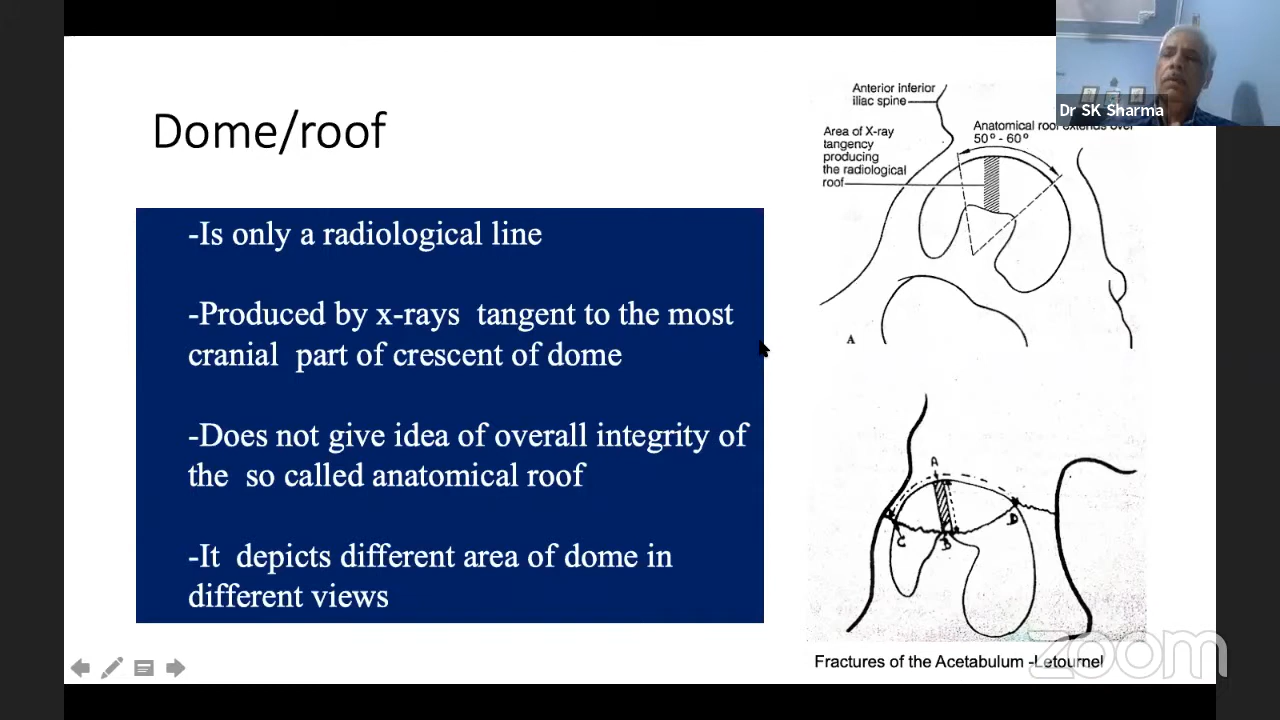 Dome/roof
-Is only a radiological line
-Produced by x-rays tangent to the most
cranial part of crescent of dome
-Does not give idea of overall integrity of
the so called anatomical roof
-It depicts different area of dome in
different views
Anterior inferior
iliac spine
Area of X-ray
tangency
producing
the radiological
roof
Anatomical roof extends over
50° - 60°
A
A
C
B
D
Fractures of the Acetabulum -Letournel
Dr SK Sharma
zoom